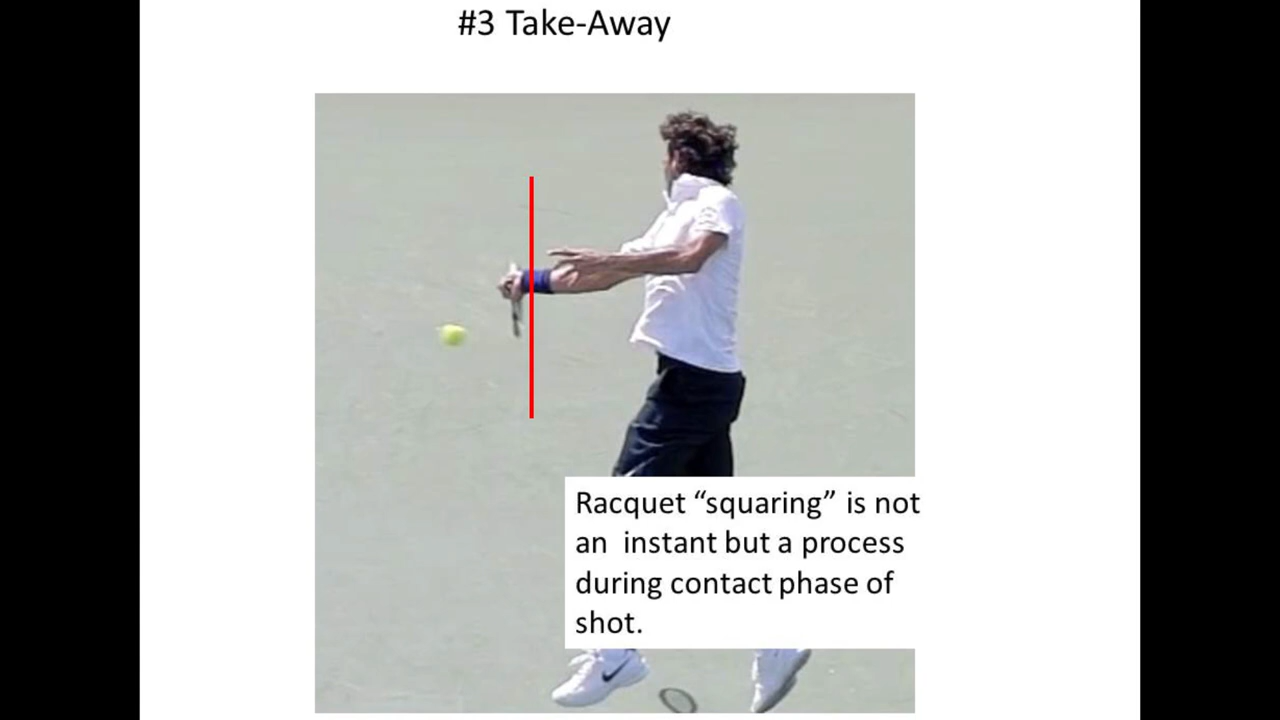 #3 Take-Away
Racquet “squaring” is not
an  instant but a process
during contact phase of
shot.